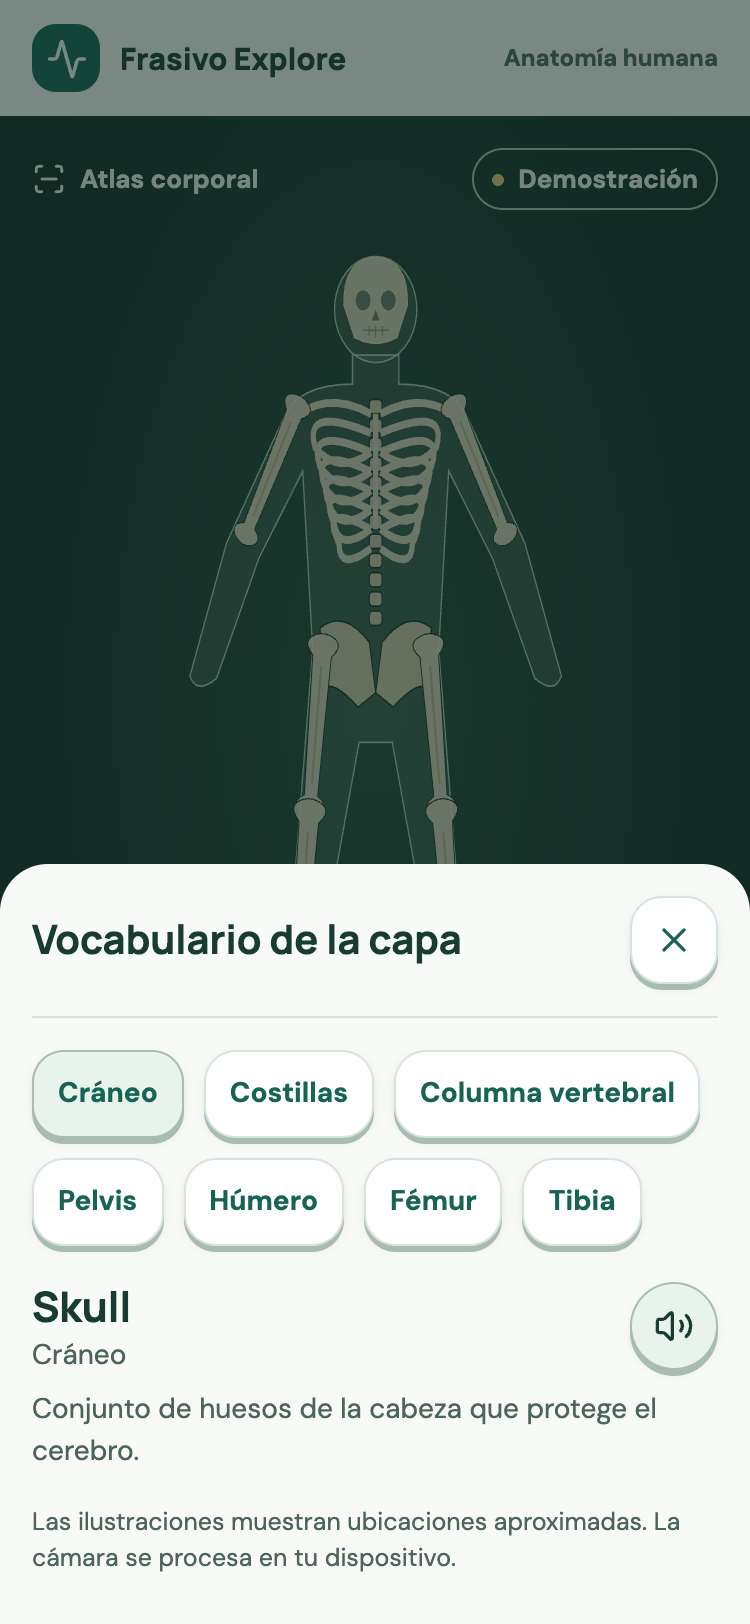 Frasivo Explore
Anatomía humana
Atlas corporal
Demostración
Vocabulario de la capa
Cráneo
Costillas
Columna vertebral
Pelvis
Húmero
Fémur
Tibia
Skull
Cráneo
Conjunto de huesos de la cabeza que protege el
cerebro.
Las ilustraciones muestran ubicaciones aproximadas. La
cámara se procesa en tu dispositivo.